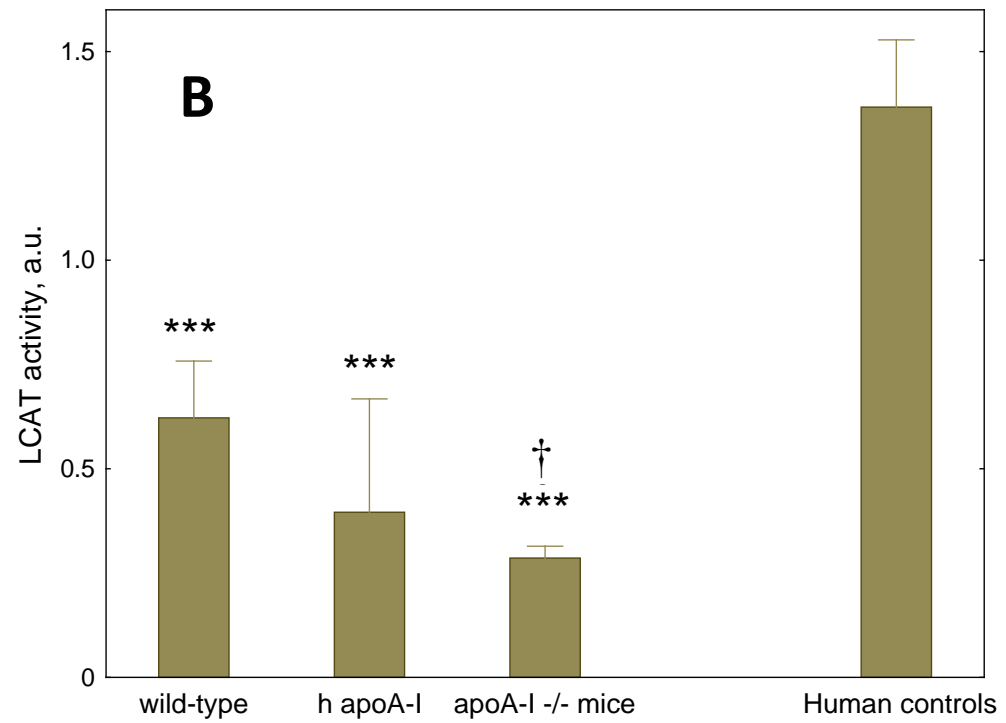 B
LCAT activity, a.u.
1.5
1.0
0.5
0
***
***
†
***
wild-type
h apoA-I
apoA-I -/- mice
Human controls